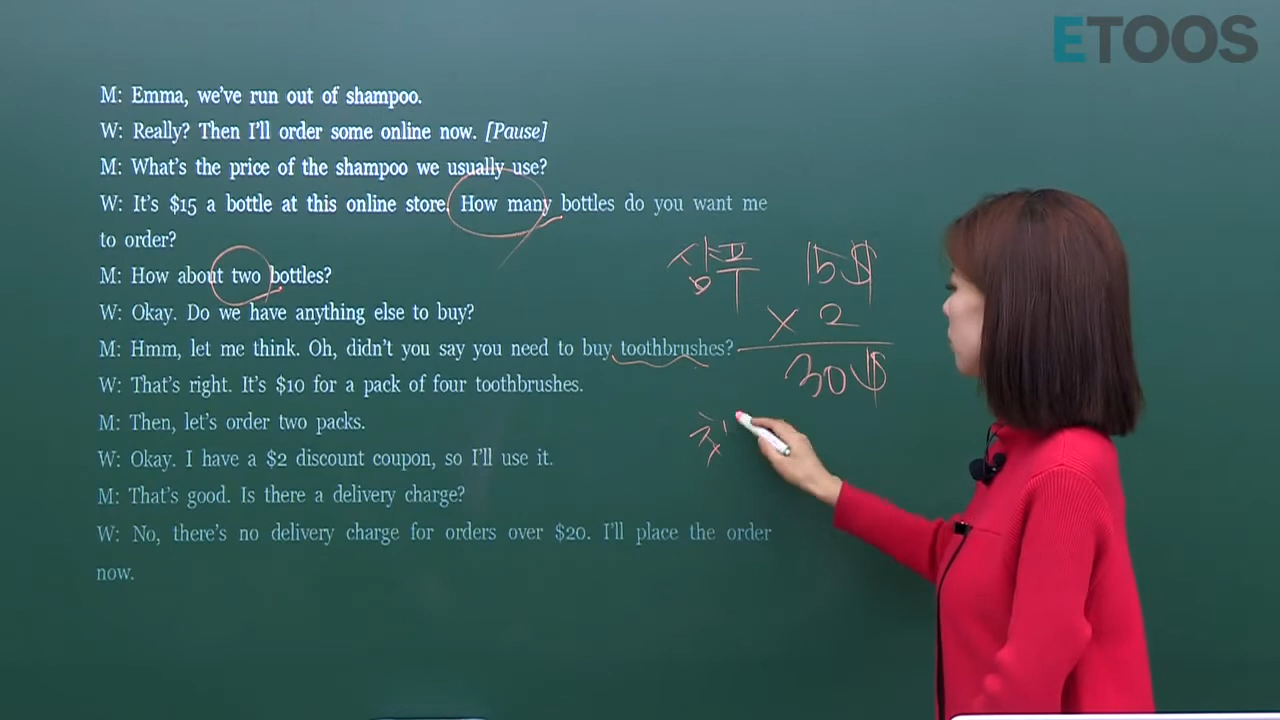 ETOOS
M: Emma, we've run out of shampoo.
W: Really? Then I'll order some online now. [Pause]
M: What's the price of the shampoo we usually use?
W: It's $15 a bottle at this online store. How many bottles do you want me
to order?
M: How about two bottles?
W: Okay. Do we have anything else to buy?
M: Hmm, let me think. Oh, didn't you say you need to buy toothbrushes?
W: That's right. It's $10 for a pack of four toothbrushes.
M: Then, let's order two packs.
W: Okay. I have a $2 discount coupon, so I'll use it.
M: That's good. Is there a delivery charge?
W: No, there's no delivery charge for orders over $20. I'll place the order
now.
샴푸 15$
× 2
30$